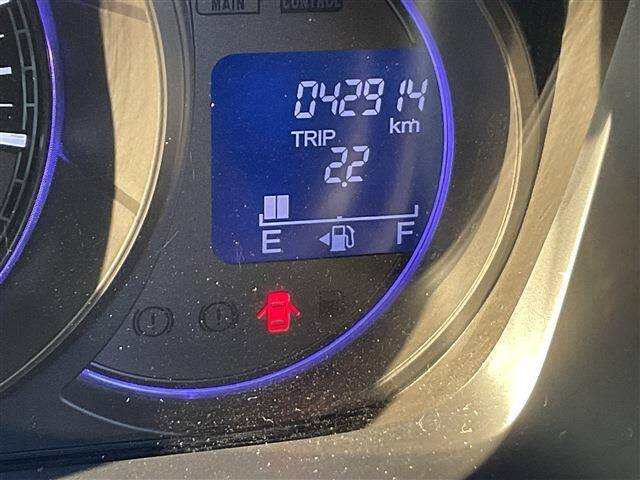 MAIN CONTROL
042914
km
TRIP
2.2
E F